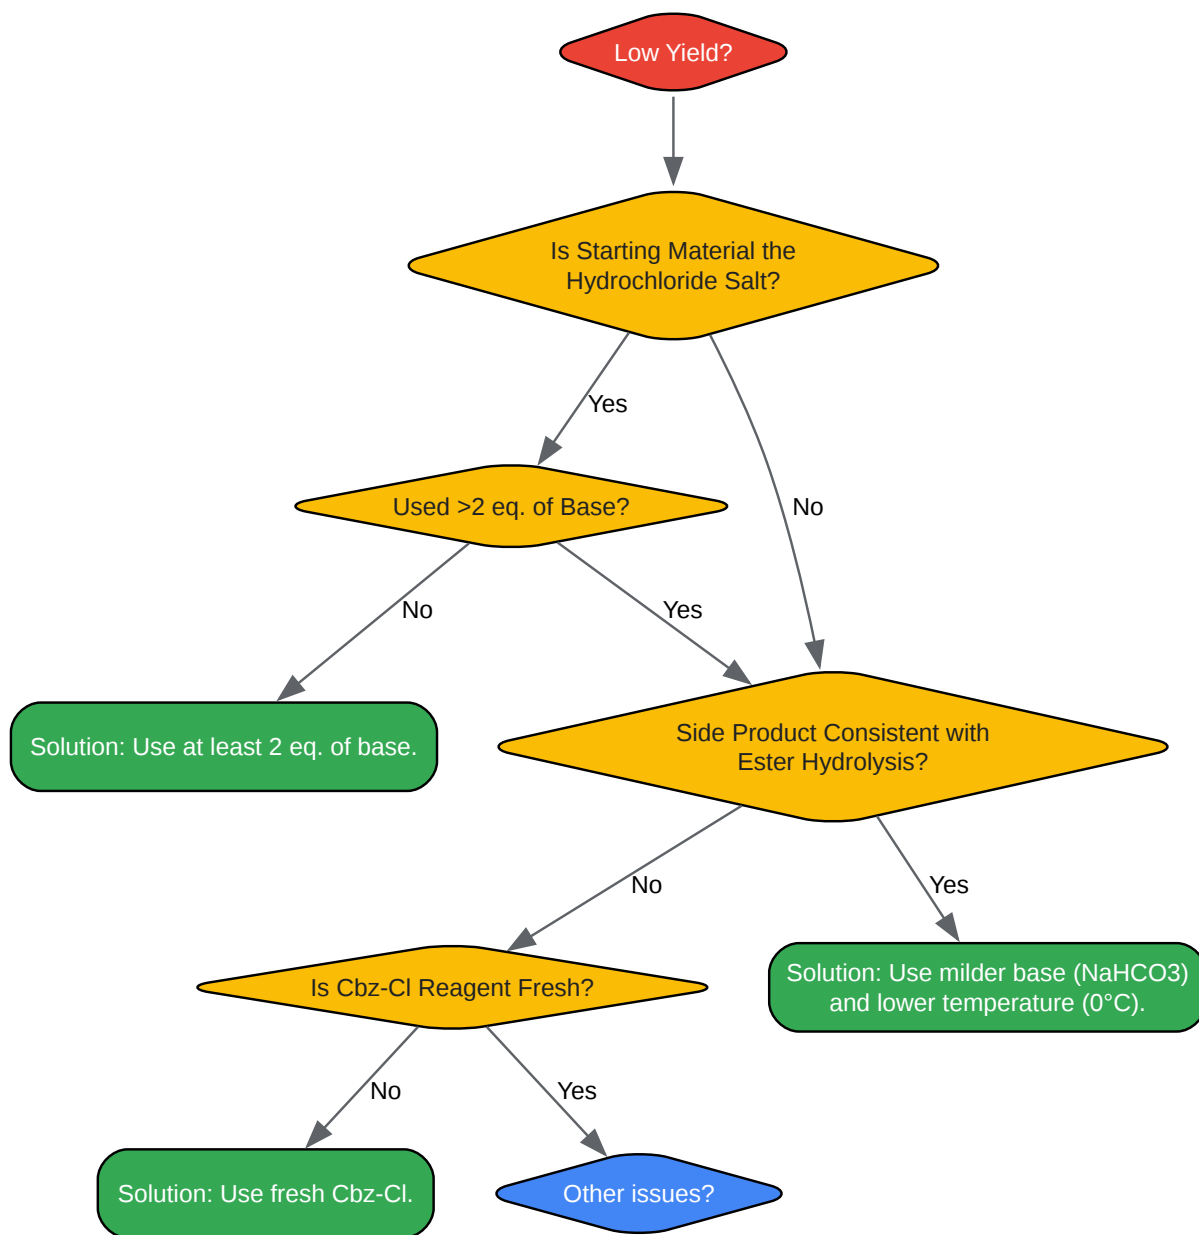 Low Yield?
Is Starting Material the
Hydrochloride Salt?
Yes
No
Used >2 eq. of Base?
No
Yes
Solution: Use at least 2 eq. of base.
Side Product Consistent with
Ester Hydrolysis?
No
Yes
Is Cbz-Cl Reagent Fresh?
Solution: Use milder base (NaHCO3)
and lower temperature (0°C).
No
Yes
Solution: Use fresh Cbz-Cl.
Other issues?